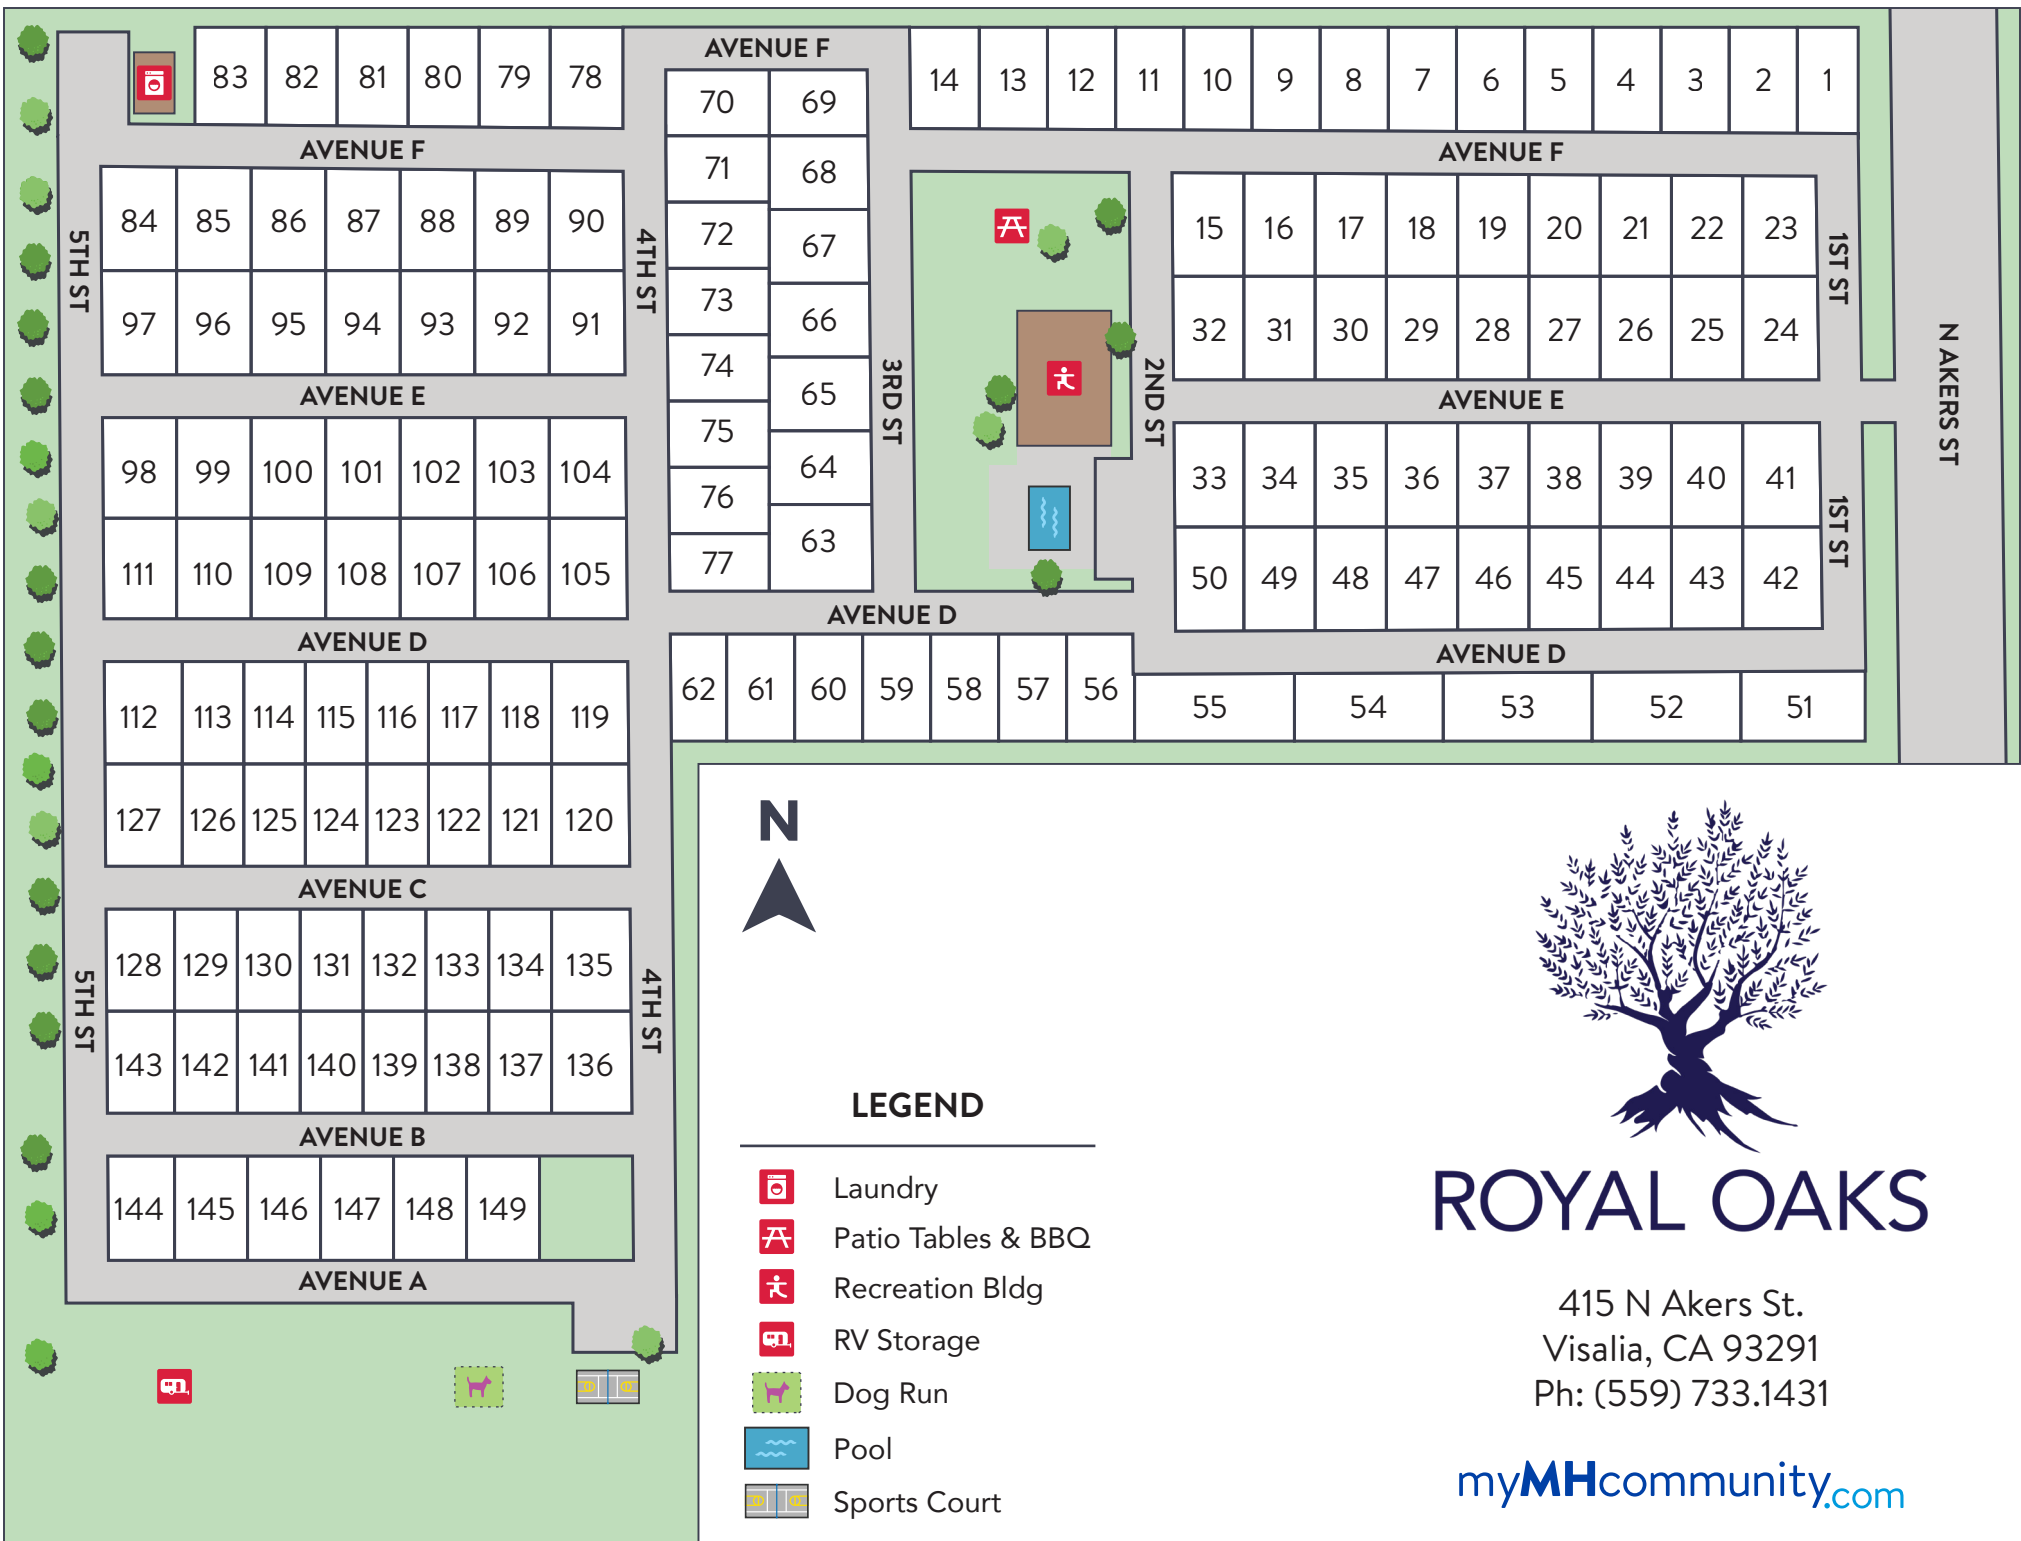 AVENUE F
83 82 81 80 79 78
14 13 12 11 10 9 8 7 6 5 4 3 2 1
AVENUE F
AVENUE F
70 69
71 68
72 67
73 66
74 65
75 64
76 63
77
84 85 86 87 88 89 90
97 96 95 94 93 92 91
5TH ST
4TH ST
3RD ST
2ND ST
15 16 17 18 19 20 21 22 23
32 31 30 29 28 27 26 25 24
1ST ST
N AKERS ST
AVENUE E
AVENUE E
98 99 100 101 102 103 104
111 110 109 108 107 106 105
33 34 35 36 37 38 39 40 41
50 49 48 47 46 45 44 43 42
1ST ST
AVENUE D
AVENUE D
AVENUE D
62 61 60 59 58 57 56
55 54 53 52 51
112 113 114 115 116 117 118 119
127 126 125 124 123 122 121 120
AVENUE C
128 129 130 131 132 133 134 135
143 142 141 140 139 138 137 136
5TH ST
4TH ST
AVENUE B
144 145 146 147 148 149
AVENUE A
N
LEGEND
Laundry
Patio Tables & BBQ
Recreation Bldg
RV Storage
Dog Run
Pool
Sports Court
ROYAL OAKS
415 N Akers St.
Visalia, CA 93291
Ph: (559) 733.1431
myMHcommunity.com